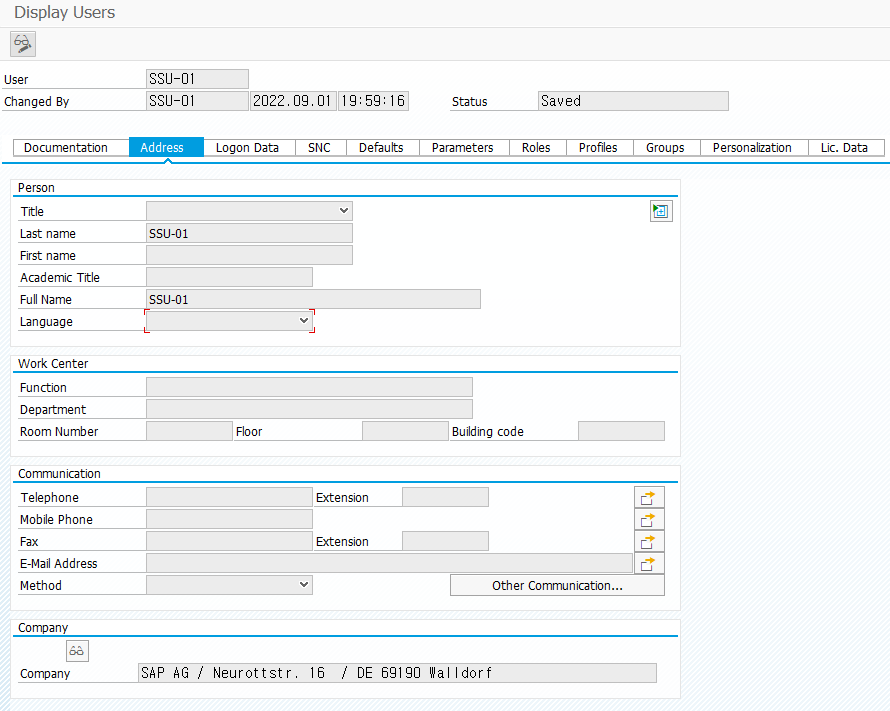 Display Users
User SSU-01
Changed By SSU-01 2022.09.01 19:59:16 Status Saved
Documentation Address Logon Data SNC Defaults Parameters Roles Profiles Groups Personalization Lic. Data
Person
Title
Last name SSU-01
First name
Academic Title
Full Name SSU-01
Language
Work Center
Function
Department
Room Number Floor Building code
Communication
Telephone Extension
Mobile Phone
Fax Extension
E-Mail Address
Method Other Communication...
Company
Company SAP AG / Neurottstr. 16 / DE 69190 Walldorf